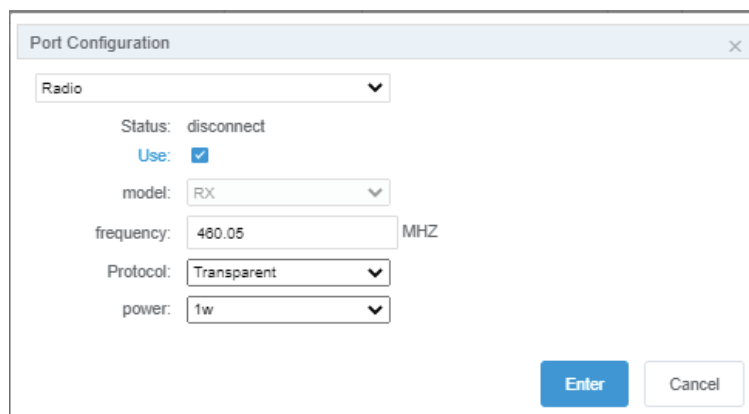 Port Configuration ×
Radio
Status: disconnect
Use:
model: RX
frequency: 460.05 MHZ
Protocol: Transparent
power: 1w
Enter Cancel